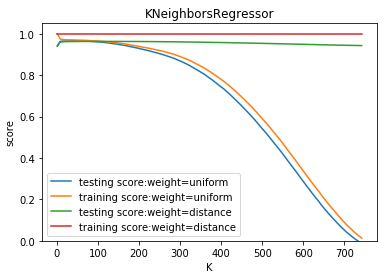 KNeighborsRegressor
score
1.0
0.8
0.6
0.4
0.2
0.0
testing score:weight=uniform
training score:weight=uniform
testing score:weight=distance
training score:weight=distance
0 100 200 300 400 500 600 700
K